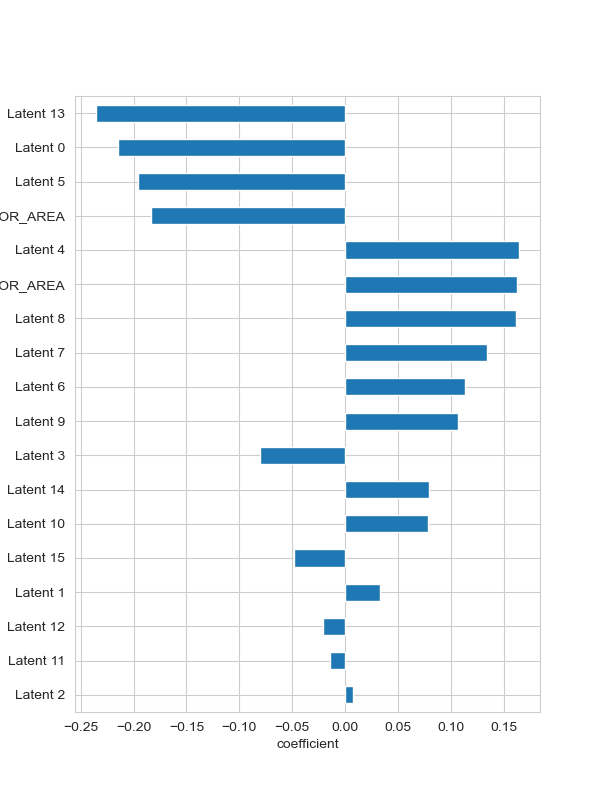 Latent 13
Latent 0
Latent 5
OR_AREA
Latent 4
OR_AREA
Latent 8
Latent 7
Latent 6
Latent 9
Latent 3
Latent 14
Latent 10
Latent 15
Latent 1
Latent 12
Latent 11
Latent 2
−0.25 −0.20 −0.15 −0.10 −0.05 0.00 0.05 0.10 0.15
coefficient